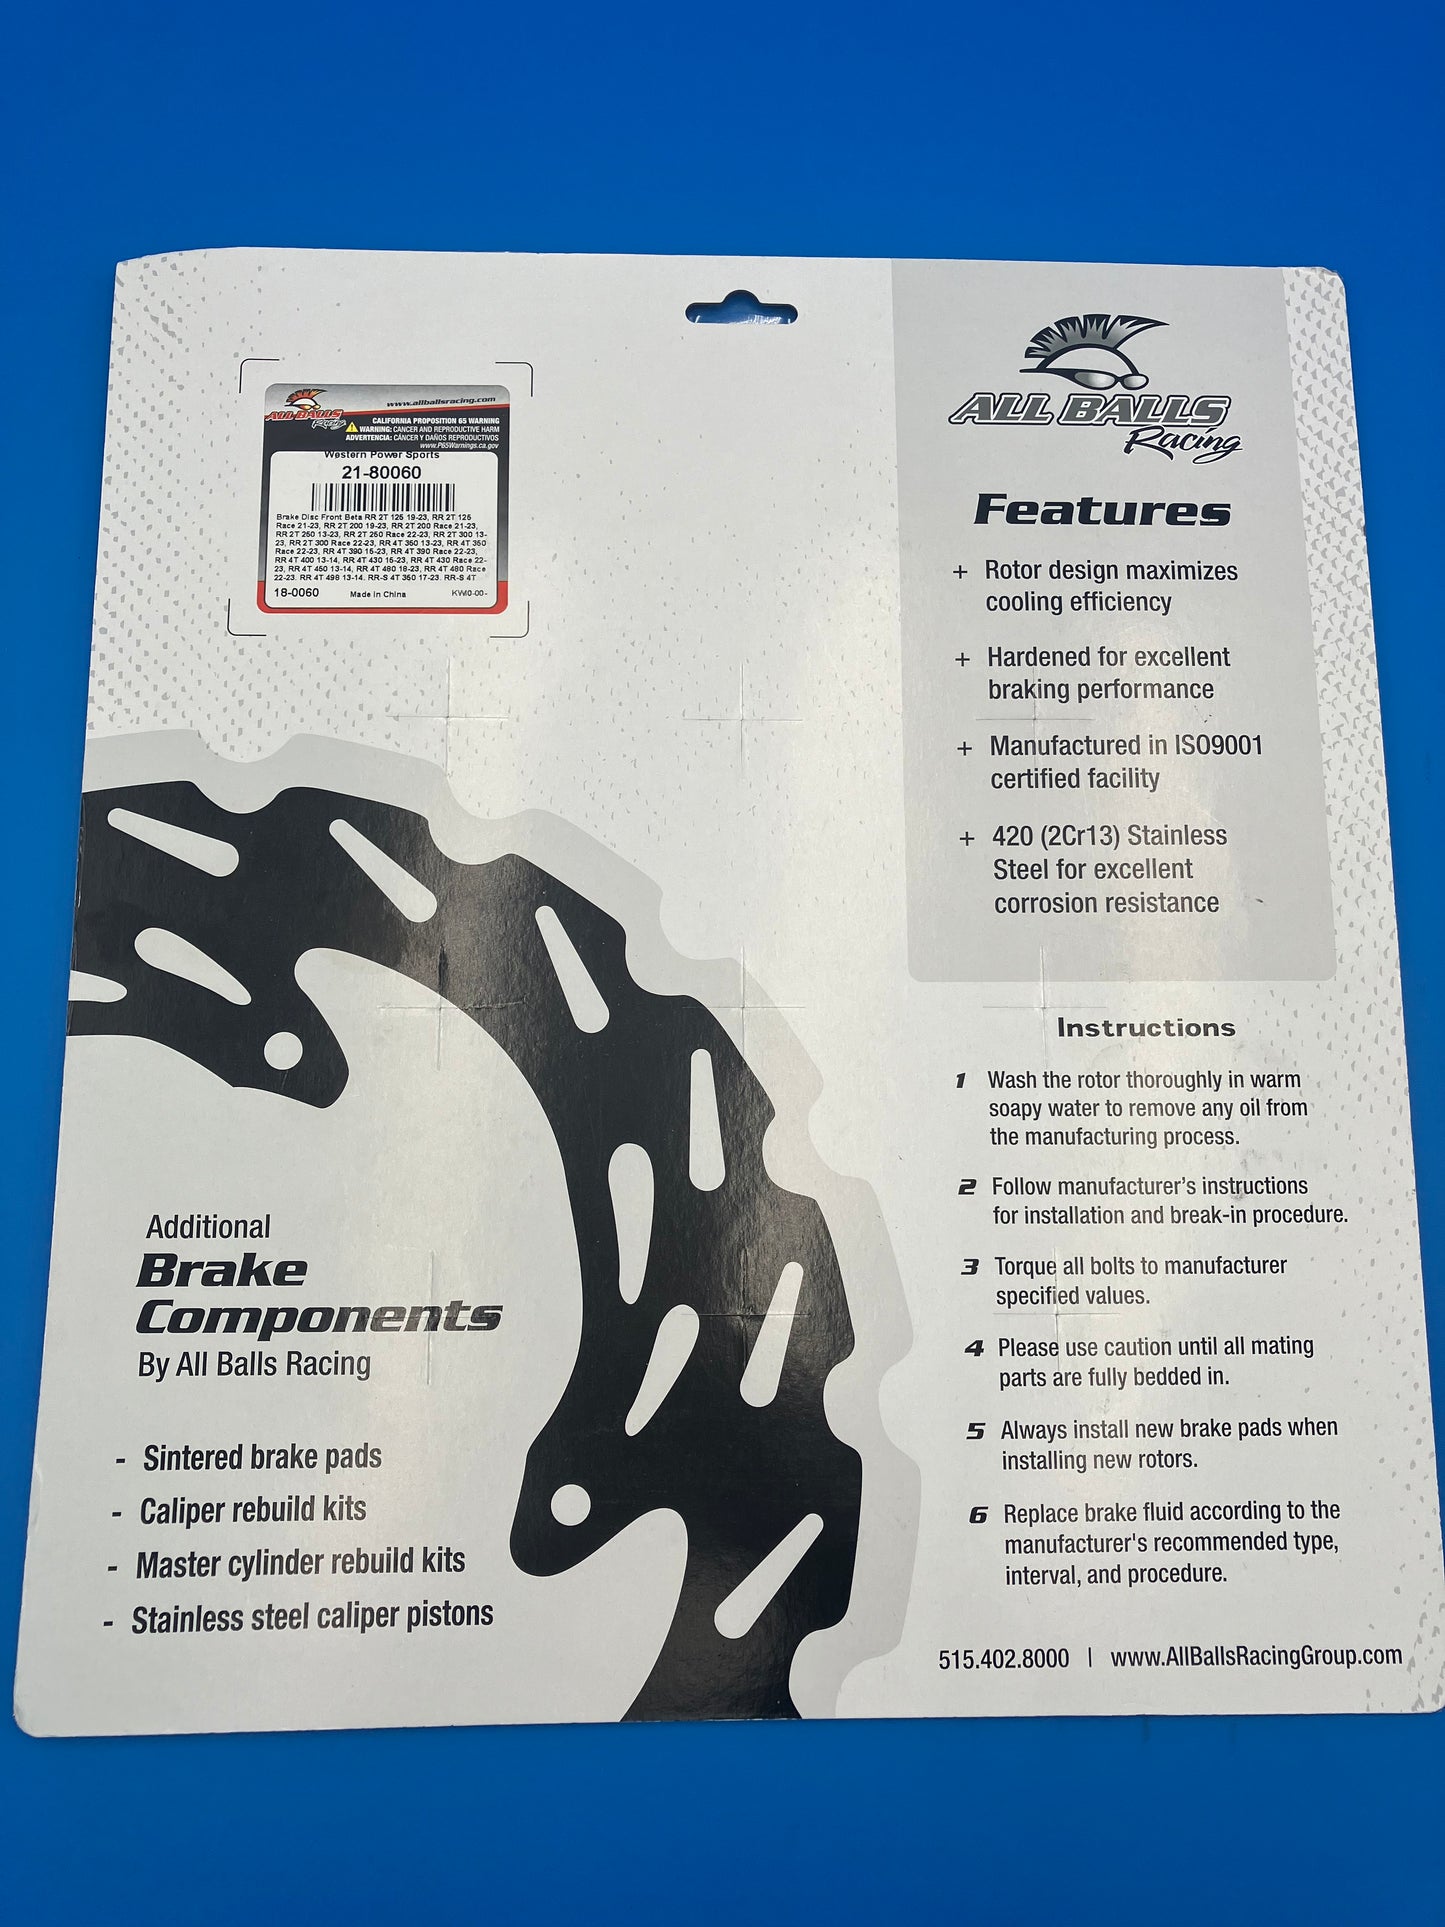 ALL BALLS
Racing
www.allballsracing.com
CALIFORNIA PROPOSITION 65 WARNING
WARNING: CANCER AND REPRODUCTIVE HARM
ADVERTENCIA: CÁNCER Y DAÑOS REPRODUCTIVOS
www.P65Warnings.ca.gov
Western Power Sports
21-80060
Brake Disc Front Beta RR 2T 125 19-23, RR 2T 125
Race 21-23, RR 2T 200 19-23, RR 2T 200 Race 21-23,
RR 2T 250 13-23, RR 2T 250 Race 22-23, RR 2T 300 13-
23, RR 2T 300 Race 22-23, RR 4T 350 13-23, RR 4T 350
Race 22-23, RR 4T 390 15-23, RR 4T 390 Race 22-23,
RR 4T 400 13-14, RR 4T 430 15-23, RR 4T 430 Race 22-
23, RR 4T 450 13-14, RR 4T 480 18-23, RR 4T 480 Race
22-23, RR 4T 498 13-14, RR-S 4T 350 17-23, RR-S 4T
18-0060 Made In China
ALL BALLS
Racing
Features
+ Rotor design maximizes
cooling efficiency
+ Hardened for excellent
braking performance
+ Manufactured in ISO9001
certified facility
+ 420 (2Cr13) Stainless
Steel for excellent
corrosion resistance
Instructions
1 Wash the rotor thoroughly in warm
soapy water to remove any oil from
the manufacturing process.
2 Follow manufacturer's instructions
for installation and break-in procedure.
3 Torque all bolts to manufacturer
specified values.
4 Please use caution until all mating
parts are fully bedded in.
5 Always install new brake pads when
installing new rotors.
6 Replace brake fluid according to the
manufacturer's recommended type,
interval, and procedure.
515.402.8000 | www.AllBallsRacingGroup.com
Additional
Brake
Components
By All Balls Racing
- Sintered brake pads
- Caliper rebuild kits
- Master cylinder rebuild kits
- Stainless steel caliper pistons